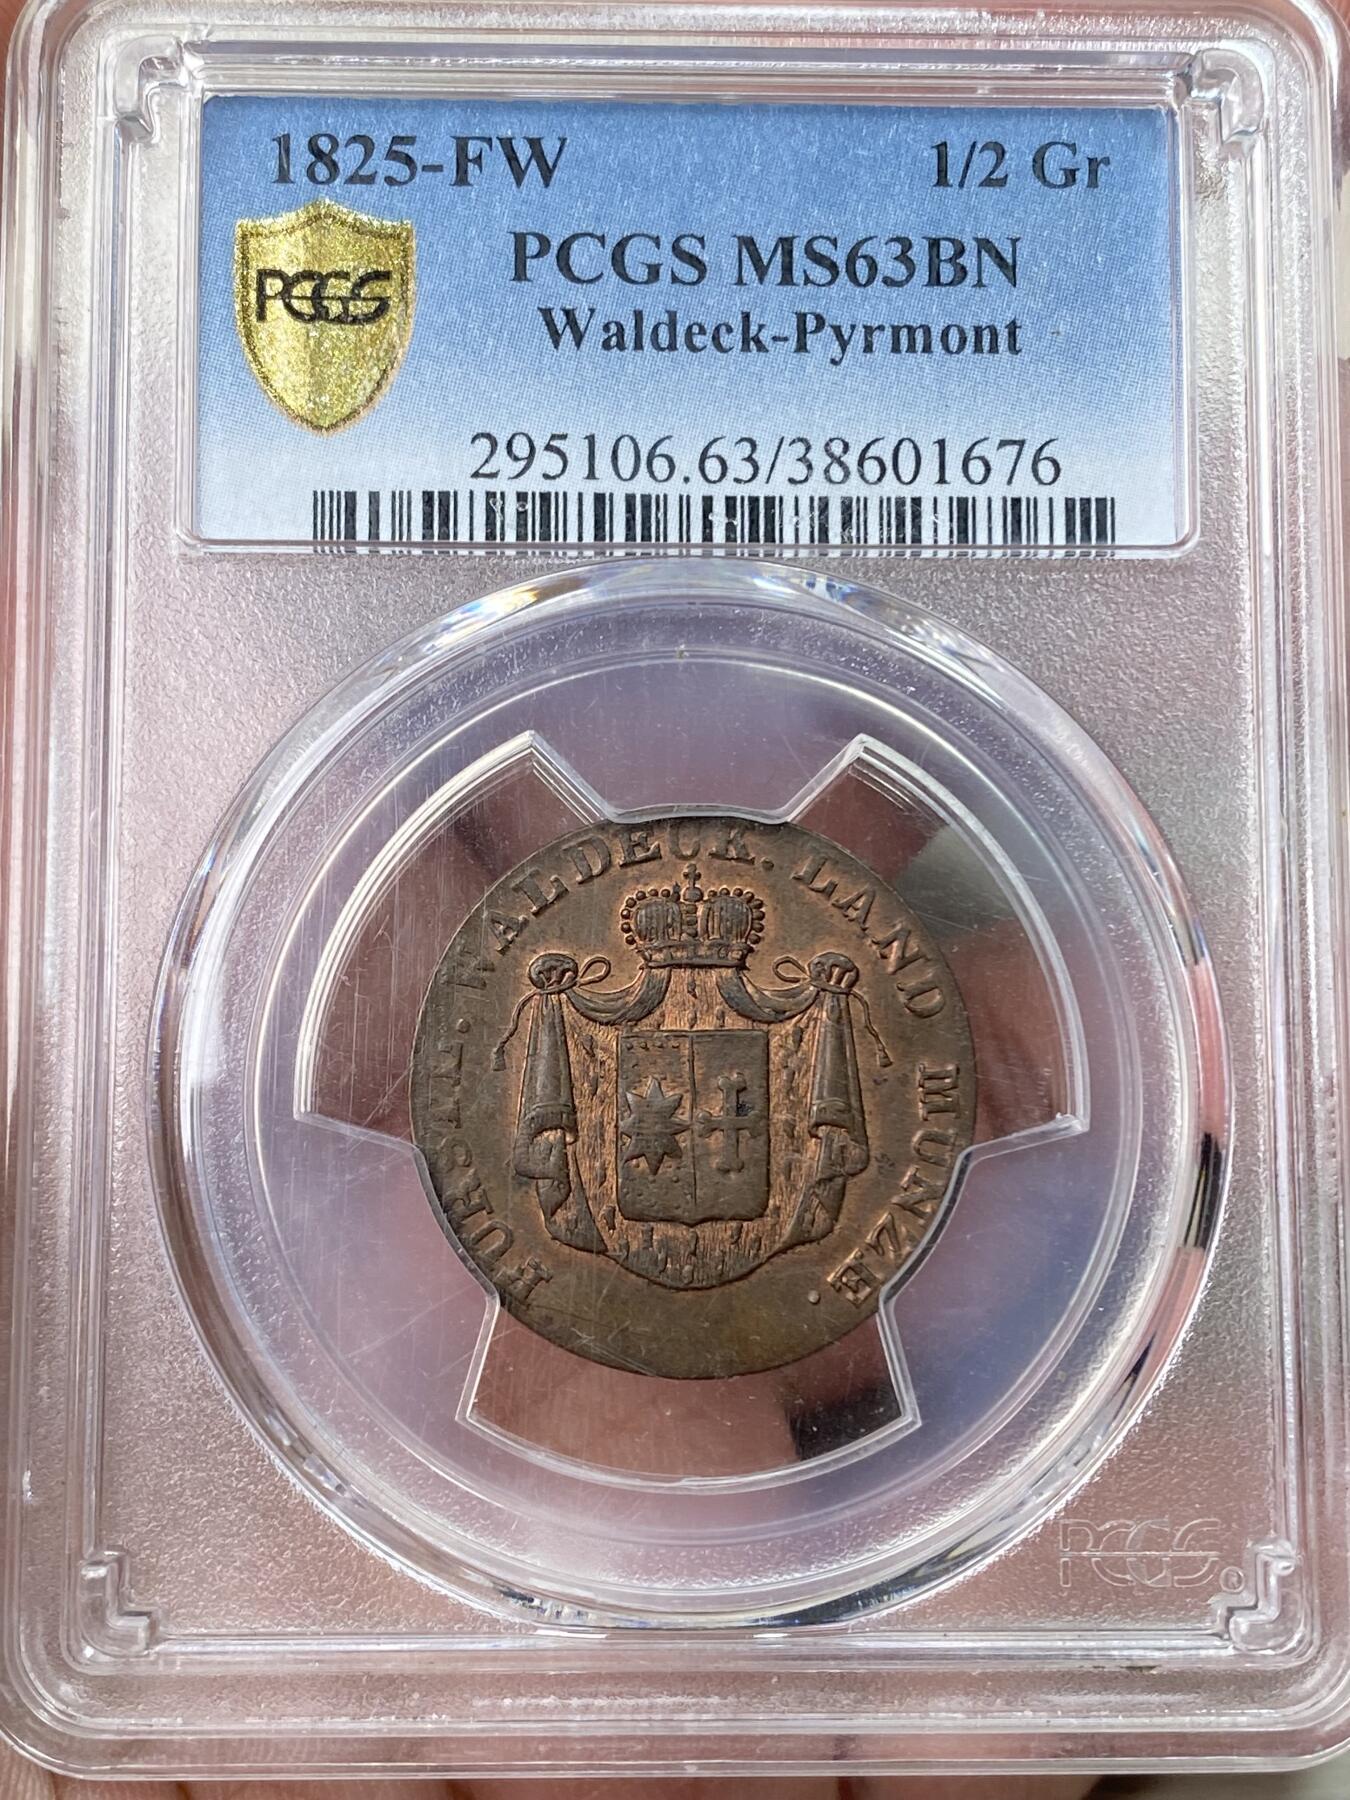 1825-FW 1/2 Gr
PCGS MS63BN
PCGS
Waldeck-Pyrmont
295106.63/38601676
FÜRSTL. WALDECK. LAND MÜNZE.
PCGS